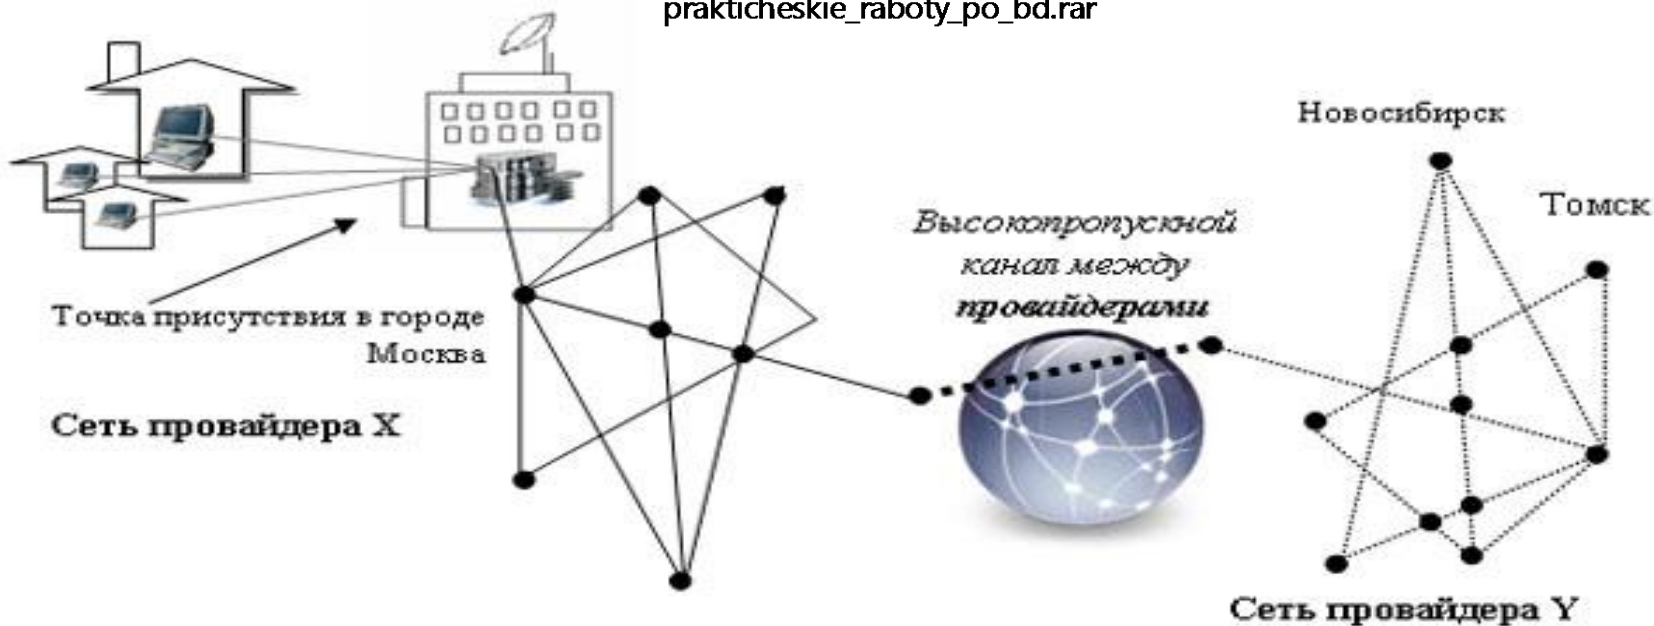 prakticheskie_raboty_po_bd.rar
Новосибирск
Томск
Высокопропускной
канал между
провайдерами
Точка присутствия в городе
Москва
Сеть провайдера X
Сеть провайдера Y